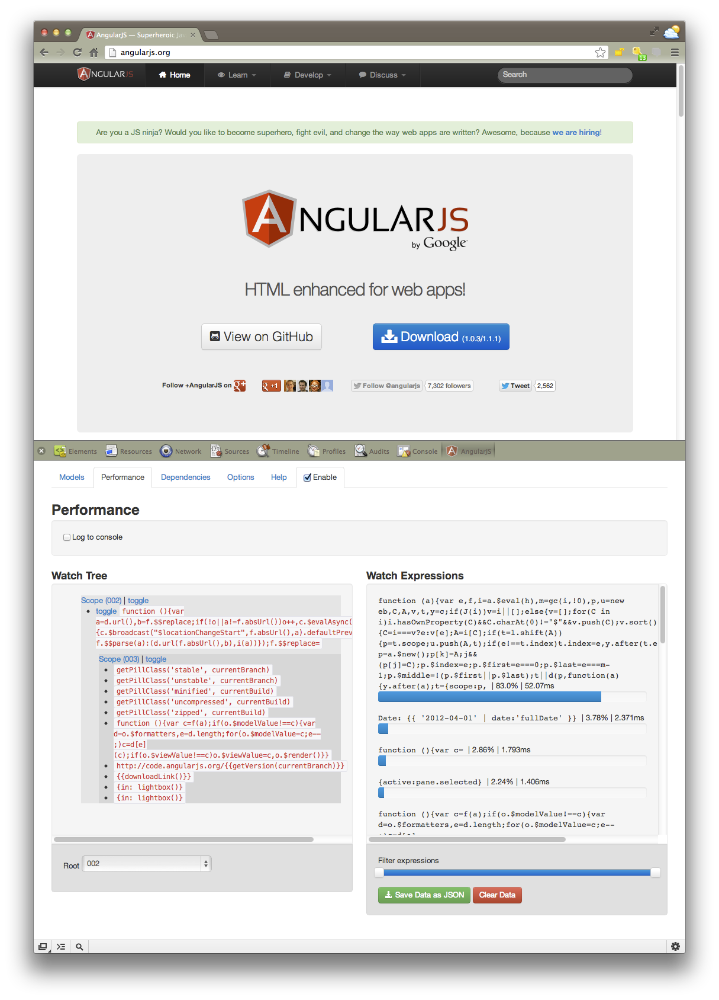 AngularJS — Superheroic Jav
angularjs.org
13
ANGULARJS
Home
Learn
Develop
Discuss
Search
Are you a JS ninja? Would you like to become superhero, fight evil, and change the way web apps are written? Awesome, because we are hiring!
ANGULARJS
by Google™
HTML enhanced for web apps!
View on GitHub
Download (1.0.3/1.1.1)
Follow +AngularJS on g+
g +1
Follow @angularjs
7,302 followers
Tweet
2,562
Elements
Resources
Network
Sources
Timeline
Profiles
Audits
Console
AngularJS
Models
Performance
Dependencies
Options
Help
Enable
Performance
Log to console
Watch Tree
Scope (002) | toggle
toggle function (){var
a=d.url(),b=f.$$replace;if(!o||a!=f.absUrl())o++,c.$evalAsync(
{c.$broadcast("$locationChangeStart",f.absUrl(),a).defaultPrev
f.$$parse(a):(d.url(f.absUrl(),b),i(a))});f.$$replace=
Scope (003) | toggle
getPillClass('stable', currentBranch)
getPillClass('unstable', currentBranch)
getPillClass('minified', currentBuild)
getPillClass('uncompressed', currentBuild)
getPillClass('zipped', currentBuild)
function (){var c=f(a);if(o.$modelValue!==c){var
d=o.$formatters,e=d.length;for(o.$modelValue=c;e--
;)c=d[e]
(c);if(o.$viewValue!==c)o.$viewValue=c,o.$render()}}
http://code.angularjs.org/{{getVersion(currentBranch)}}
{{downloadLink()}}
{in: lightbox()}
{in: lightbox()}
Root
002
Watch Expressions
function (a){var e,f,i=a.$eval(h),m=gc(i,!0),p,u=new
eb,C,A,v,t,y=c;if(J(i))v=i||[];else{v=[];for(C in
i)i.hasOwnProperty(C)&&C.charAt(0)!="$"&&v.push(C);v.sort()
{C=i===v?e:v[e];A=i[C];if(t=l.shift(A))
{p=t.scope;u.push(A,t);if(e!==t.index)t.index=e,y.after(t.e
p=a.$new();p[k]=A;j&&
(p[j]=C);p.$index=e;p.$first=e===0;p.$last=e===m-
1;p.$middle=!(p.$first||p.$last);t||d(p,function(a)
{y.after(a);t={scope:p, | 83.0% | 52.07ms
Date: {{ '2012-04-01' | date:'fullDate' }} | 3.78% | 2.371ms
function (){var c= | 2.86% | 1.793ms
{active:pane.selected} | 2.24% | 1.406ms
function (){var c=f(a);if(o.$modelValue!==c){var
d=o.$formatters,e=d.length;for(o.$modelValue=c;e--
Filter expressions
Save Data as JSON
Clear Data